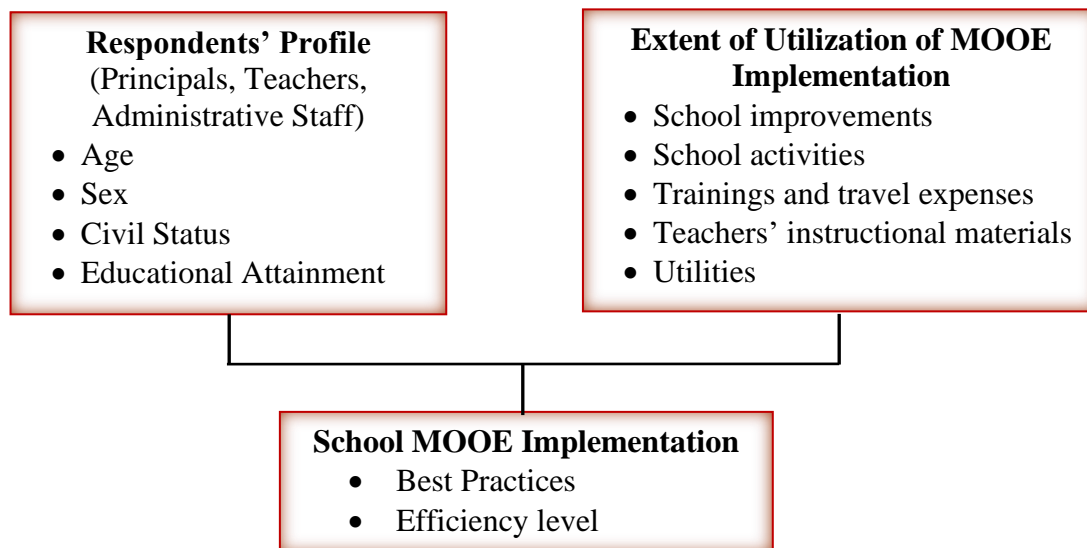 Respondents’ Profile
(Principals, Teachers,
Administrative Staff)
• Age
• Sex
• Civil Status
• Educational Attainment
Extent of Utilization of MOOE
Implementation
• School improvements
• School activities
• Trainings and travel expenses
• Teachers’ instructional materials
• Utilities
School MOOE Implementation
• Best Practices
• Efficiency level